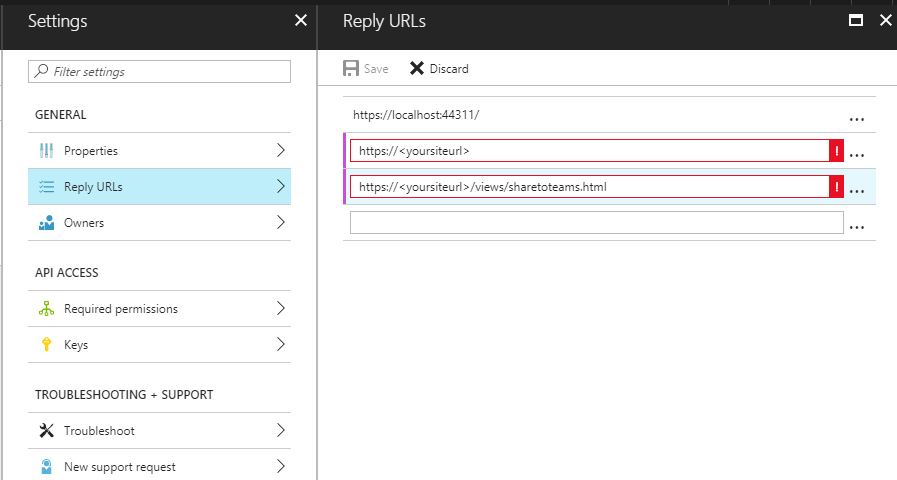 Settings
Filter settings
GENERAL
Properties
Reply URLs
Owners
API ACCESS
Required permissions
Keys
TROUBLESHOOTING + SUPPORT
Troubleshoot
New support request
Reply URLs
Save Discard
https://localhost:44311/
https://<yoursiteurl>
https://<yoursiteurl>/views/sharetoteams.html